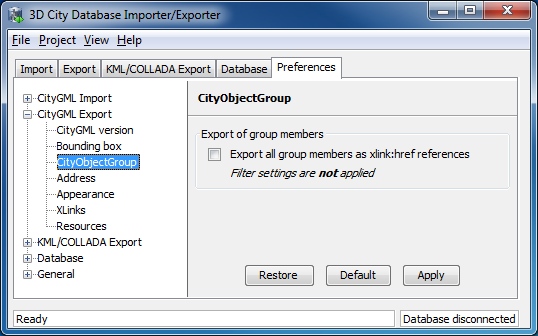 3D City Database Importer/Exporter
File Project View Help
Import Export KML/COLLADA Export Database Preferences
CityGML Import
CityGML Export
CityGML version
Bounding box
CityObjectGroup
Address
Appearance
XLinks
Resources
KML/COLLADA Export
Database
General
CityObjectGroup
Export of group members
Export all group members as xlink:href references
Filter settings are not applied
Restore Default Apply
Ready Database disconnected